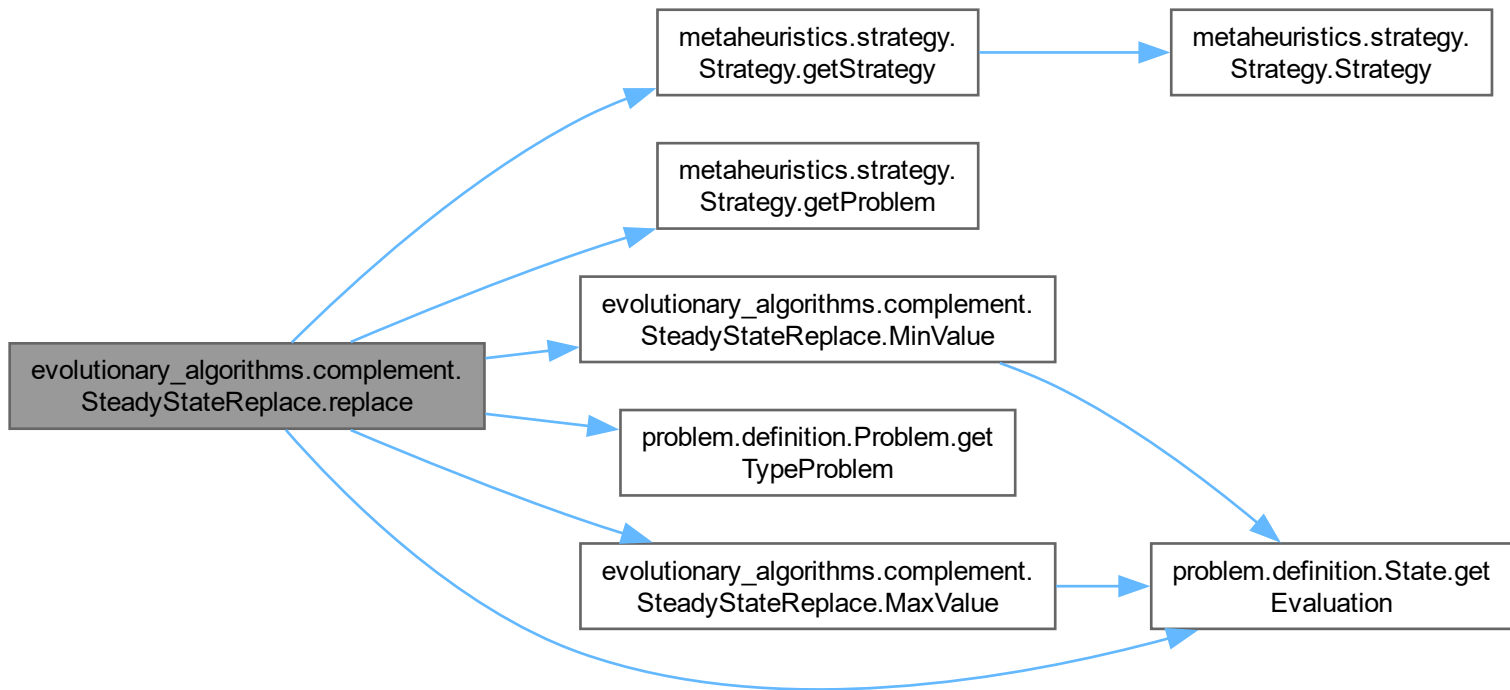 metaheuristics.strategy.
Strategy.getStrategy
metaheuristics.strategy.
Strategy.Strategy
metaheuristics.strategy.
Strategy.getProblem
evolutionary_algorithms.complement.
SteadyStateReplace.MinValue
evolutionary_algorithms.complement.
SteadyStateReplace.replace
problem.definition.Problem.get
TypeProblem
evolutionary_algorithms.complement.
SteadyStateReplace.MaxValue
problem.definition.State.get
Evaluation